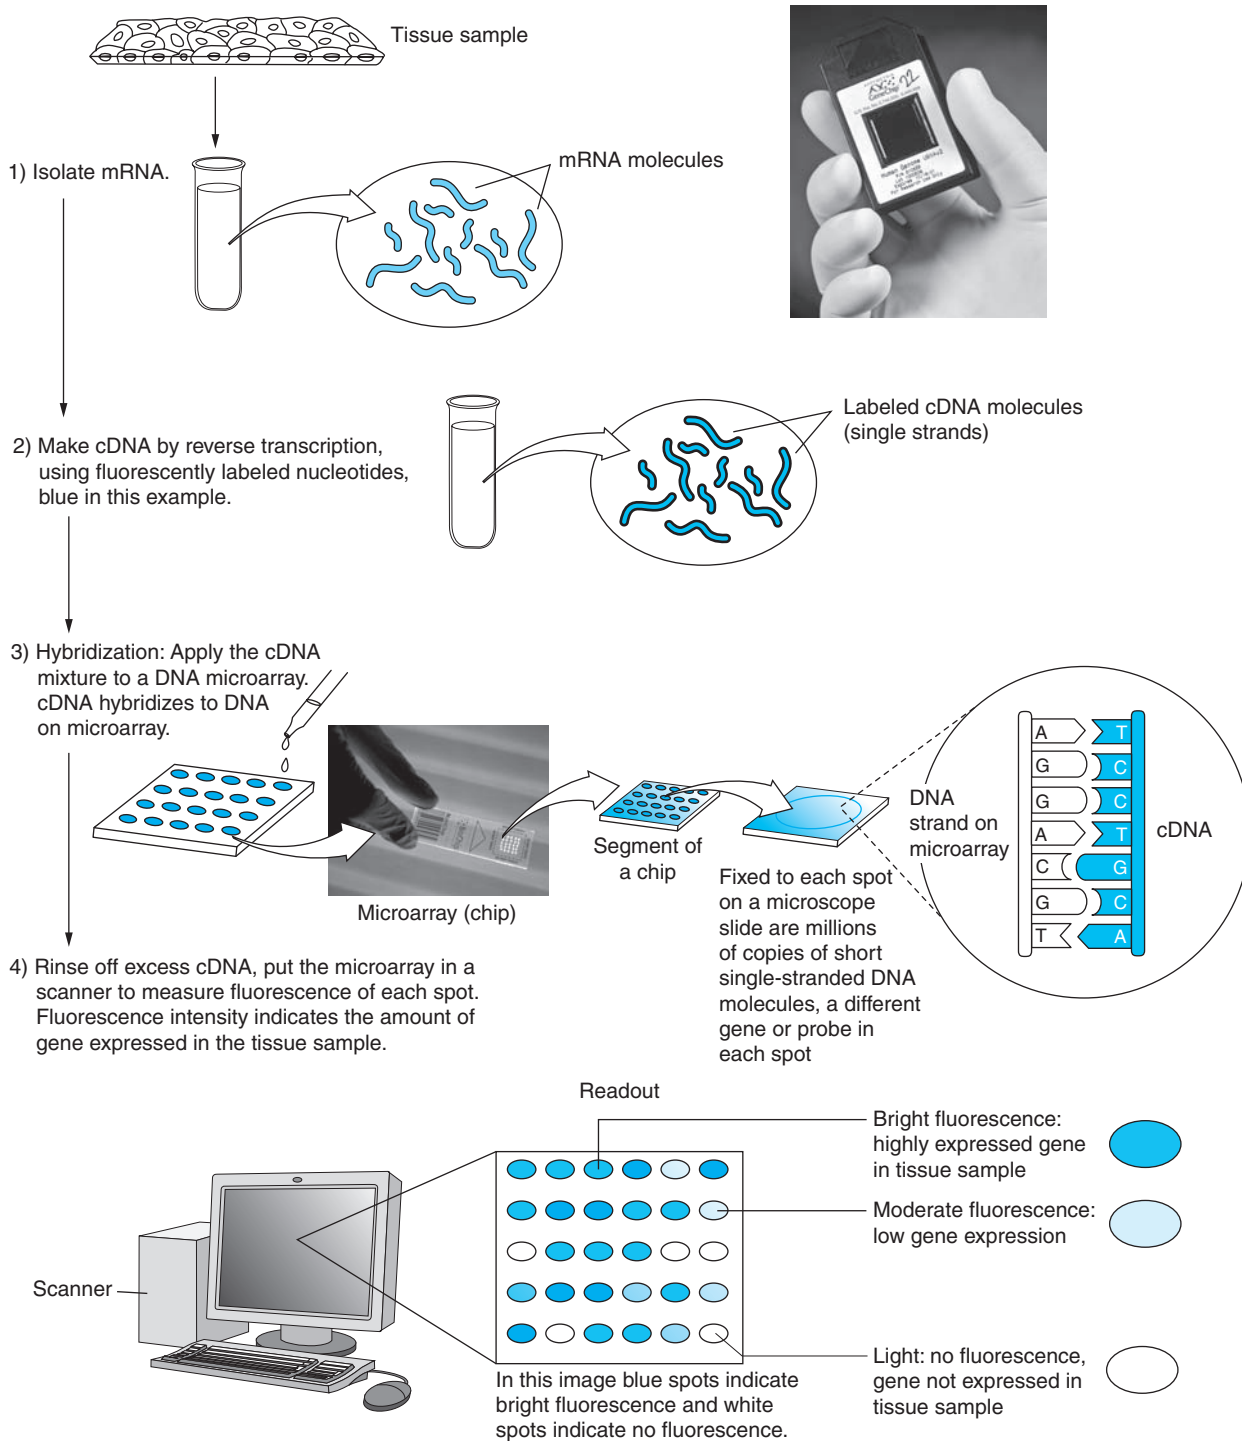 Tissue sample
1) Isolate mRNA.
mRNA molecules
GeneChip
22
Human Genome U95Av2
2) Make cDNA by reverse transcription,
using fluorescently labeled nucleotides,
blue in this example.
Labeled cDNA molecules
(single strands)
3) Hybridization: Apply the cDNA
mixture to a DNA microarray.
cDNA hybridizes to DNA
on microarray.
Microarray (chip)
Segment of
a chip
Fixed to each spot
on a microscope
slide are millions
of copies of short
single-stranded DNA
molecules, a different
gene or probe in
each spot
DNA
strand on
microarray
A T
G C
G C
A T
C G
G C
T A
cDNA
4) Rinse off excess cDNA, put the microarray in a
scanner to measure fluorescence of each spot.
Fluorescence intensity indicates the amount of
gene expressed in the tissue sample.
Readout
Scanner
Bright fluorescence:
highly expressed gene
in tissue sample
Moderate fluorescence:
low gene expression
Light: no fluorescence,
gene not expressed in
tissue sample
In this image blue spots indicate
bright fluorescence and white
spots indicate no fluorescence.